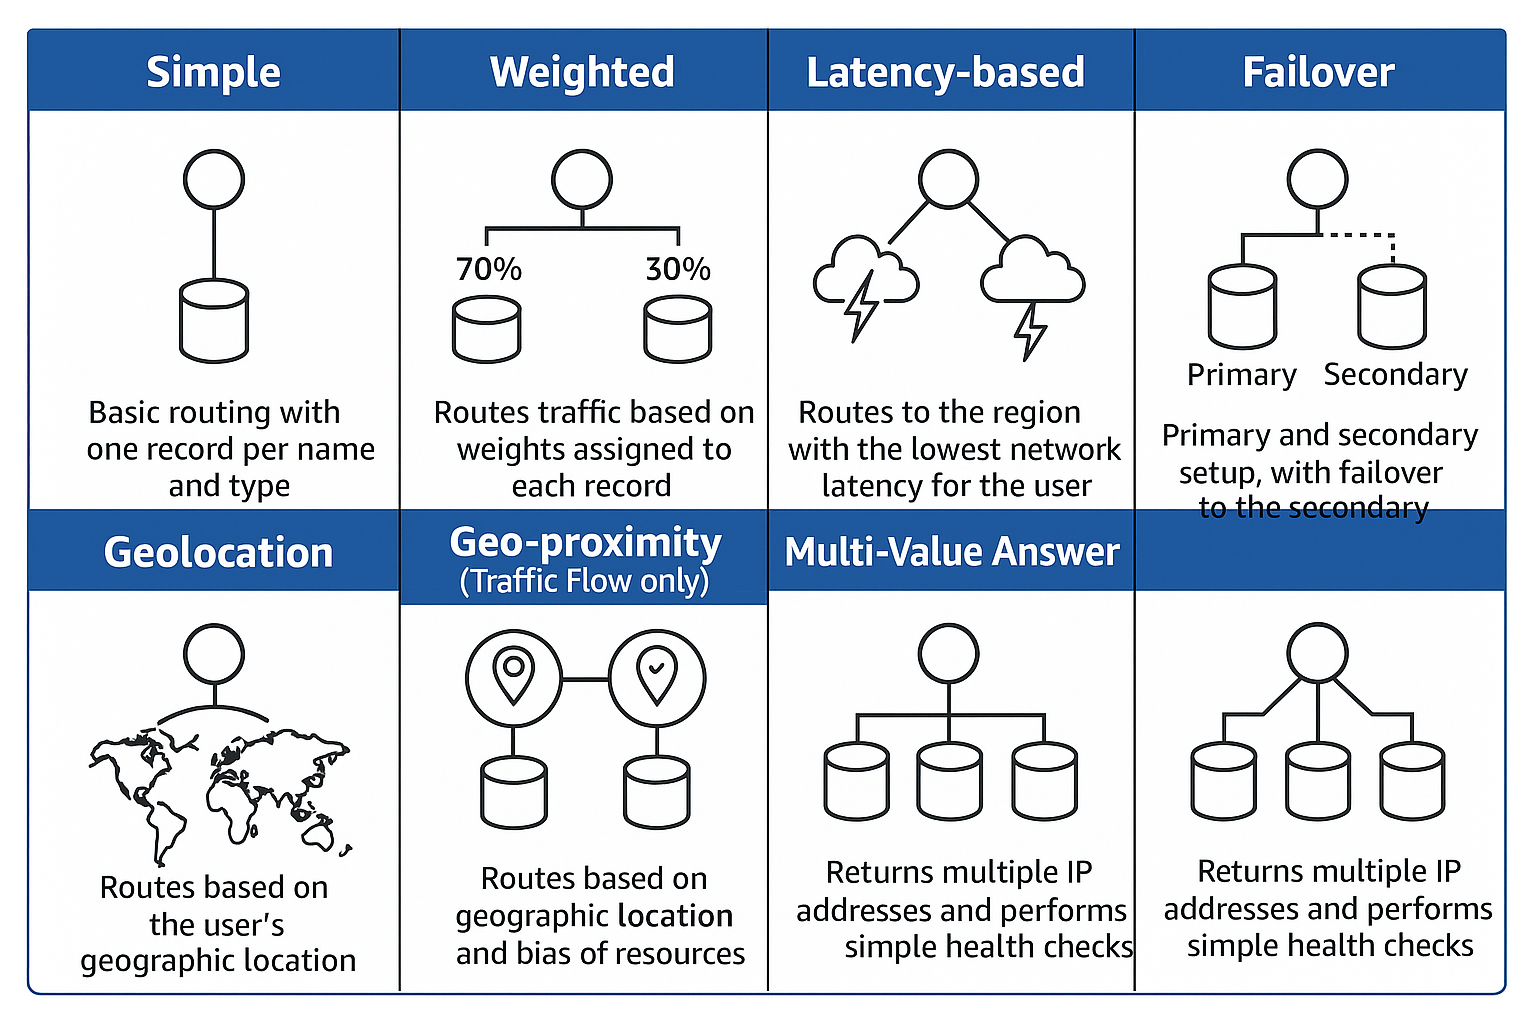 Simple
Basic routing with
one record per name
and type
Weighted
70%
30%
Routes traffic based on
weights assigned to
each record
Latency-based
Routes to the region
with the lowest network
latency for the user
Failover
Primary
Secondary
Primary and secondary
setup, with failover
to the secondary
Geolocation
Routes based on
the user's
geographic location
Geo-proximity
(Traffic Flow only)
Routes based on
geographic location
and bias of resources
Multi-Value Answer
Returns multiple IP
addresses and performs
simple health checks
Returns multiple IP
addresses and performs
simple health checks